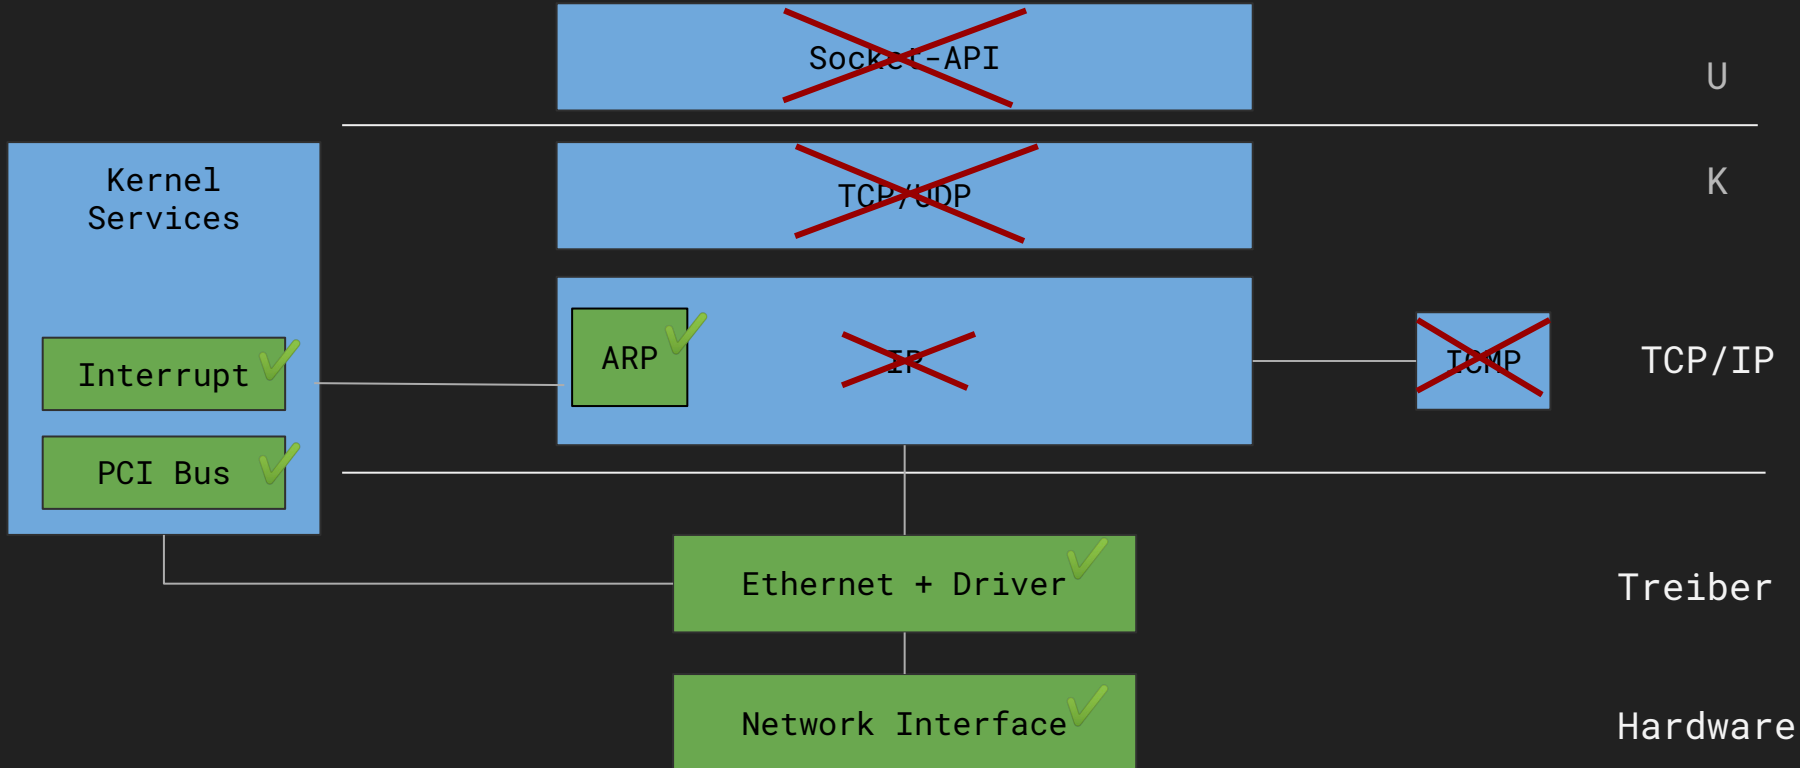 Socket-API
U
Kernel
Services
TCP/UDP
K
Interrupt
ARP
IP
ICMP
TCP/IP
PCI Bus
Ethernet + Driver
Treiber
Network Interface
Hardware